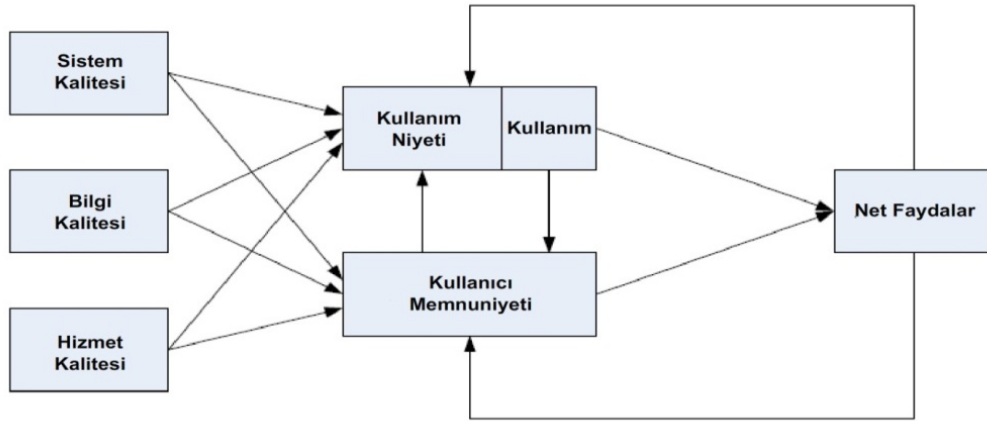 Sistem
Kalitesi
Bilgi
Kalitesi
Hizmet
Kalitesi
Kullanım
Niyeti
Kullanım
Kullanıcı
Memnuniyeti
Net Faydalar